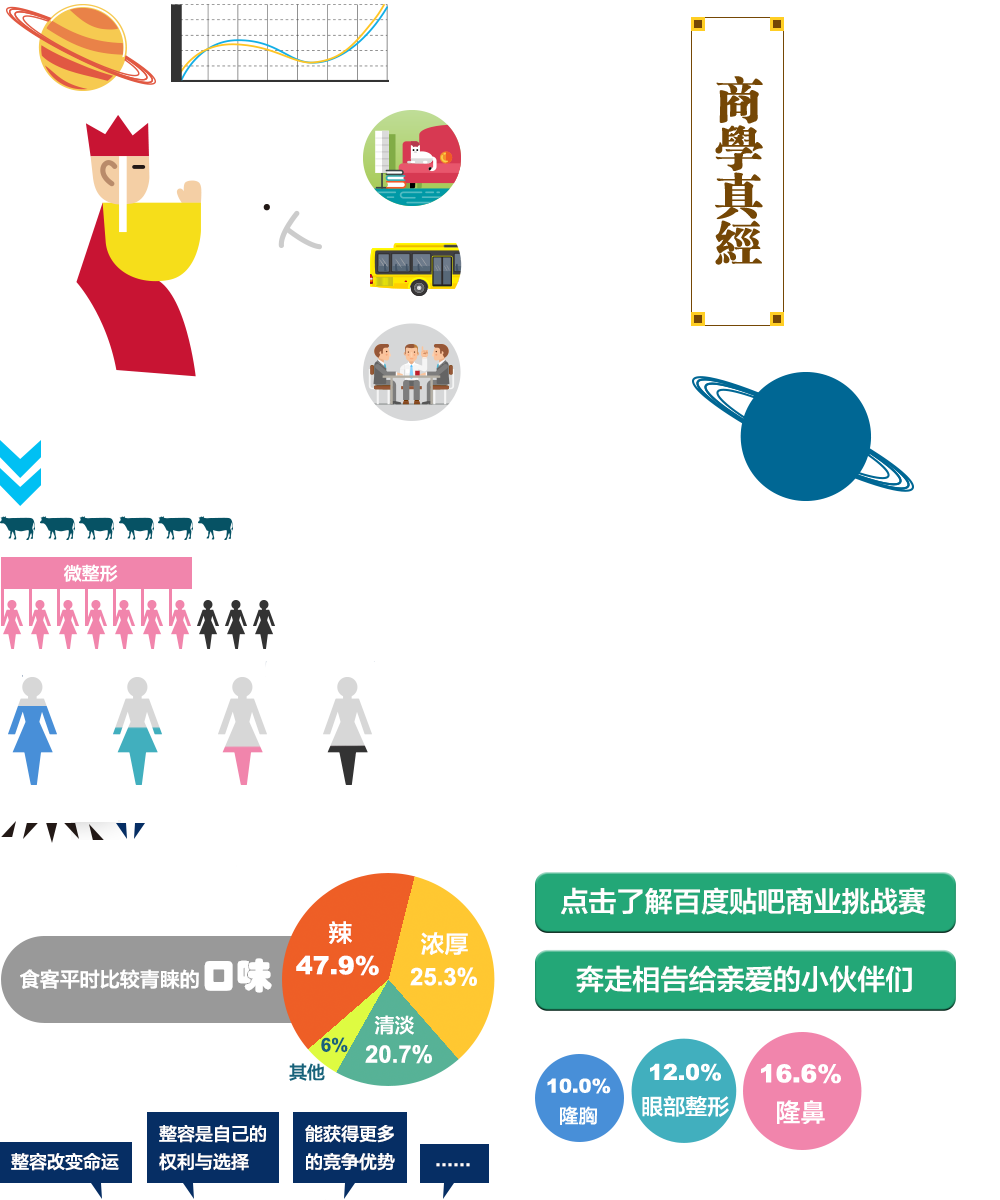 商學真經
微整形
辣
47.9%
浓厚
25.3%
清淡
20.7%
6%
其他
食客平时比较青睐的口味
点击了解百度贴吧商业挑战赛
奔走相告给亲爱的小伙伴们
10.0%
隆胸
12.0%
眼部整形
16.6%
隆鼻
整容改变命运
整容是自己的
权利与选择
能获得更多
的竞争优势
……